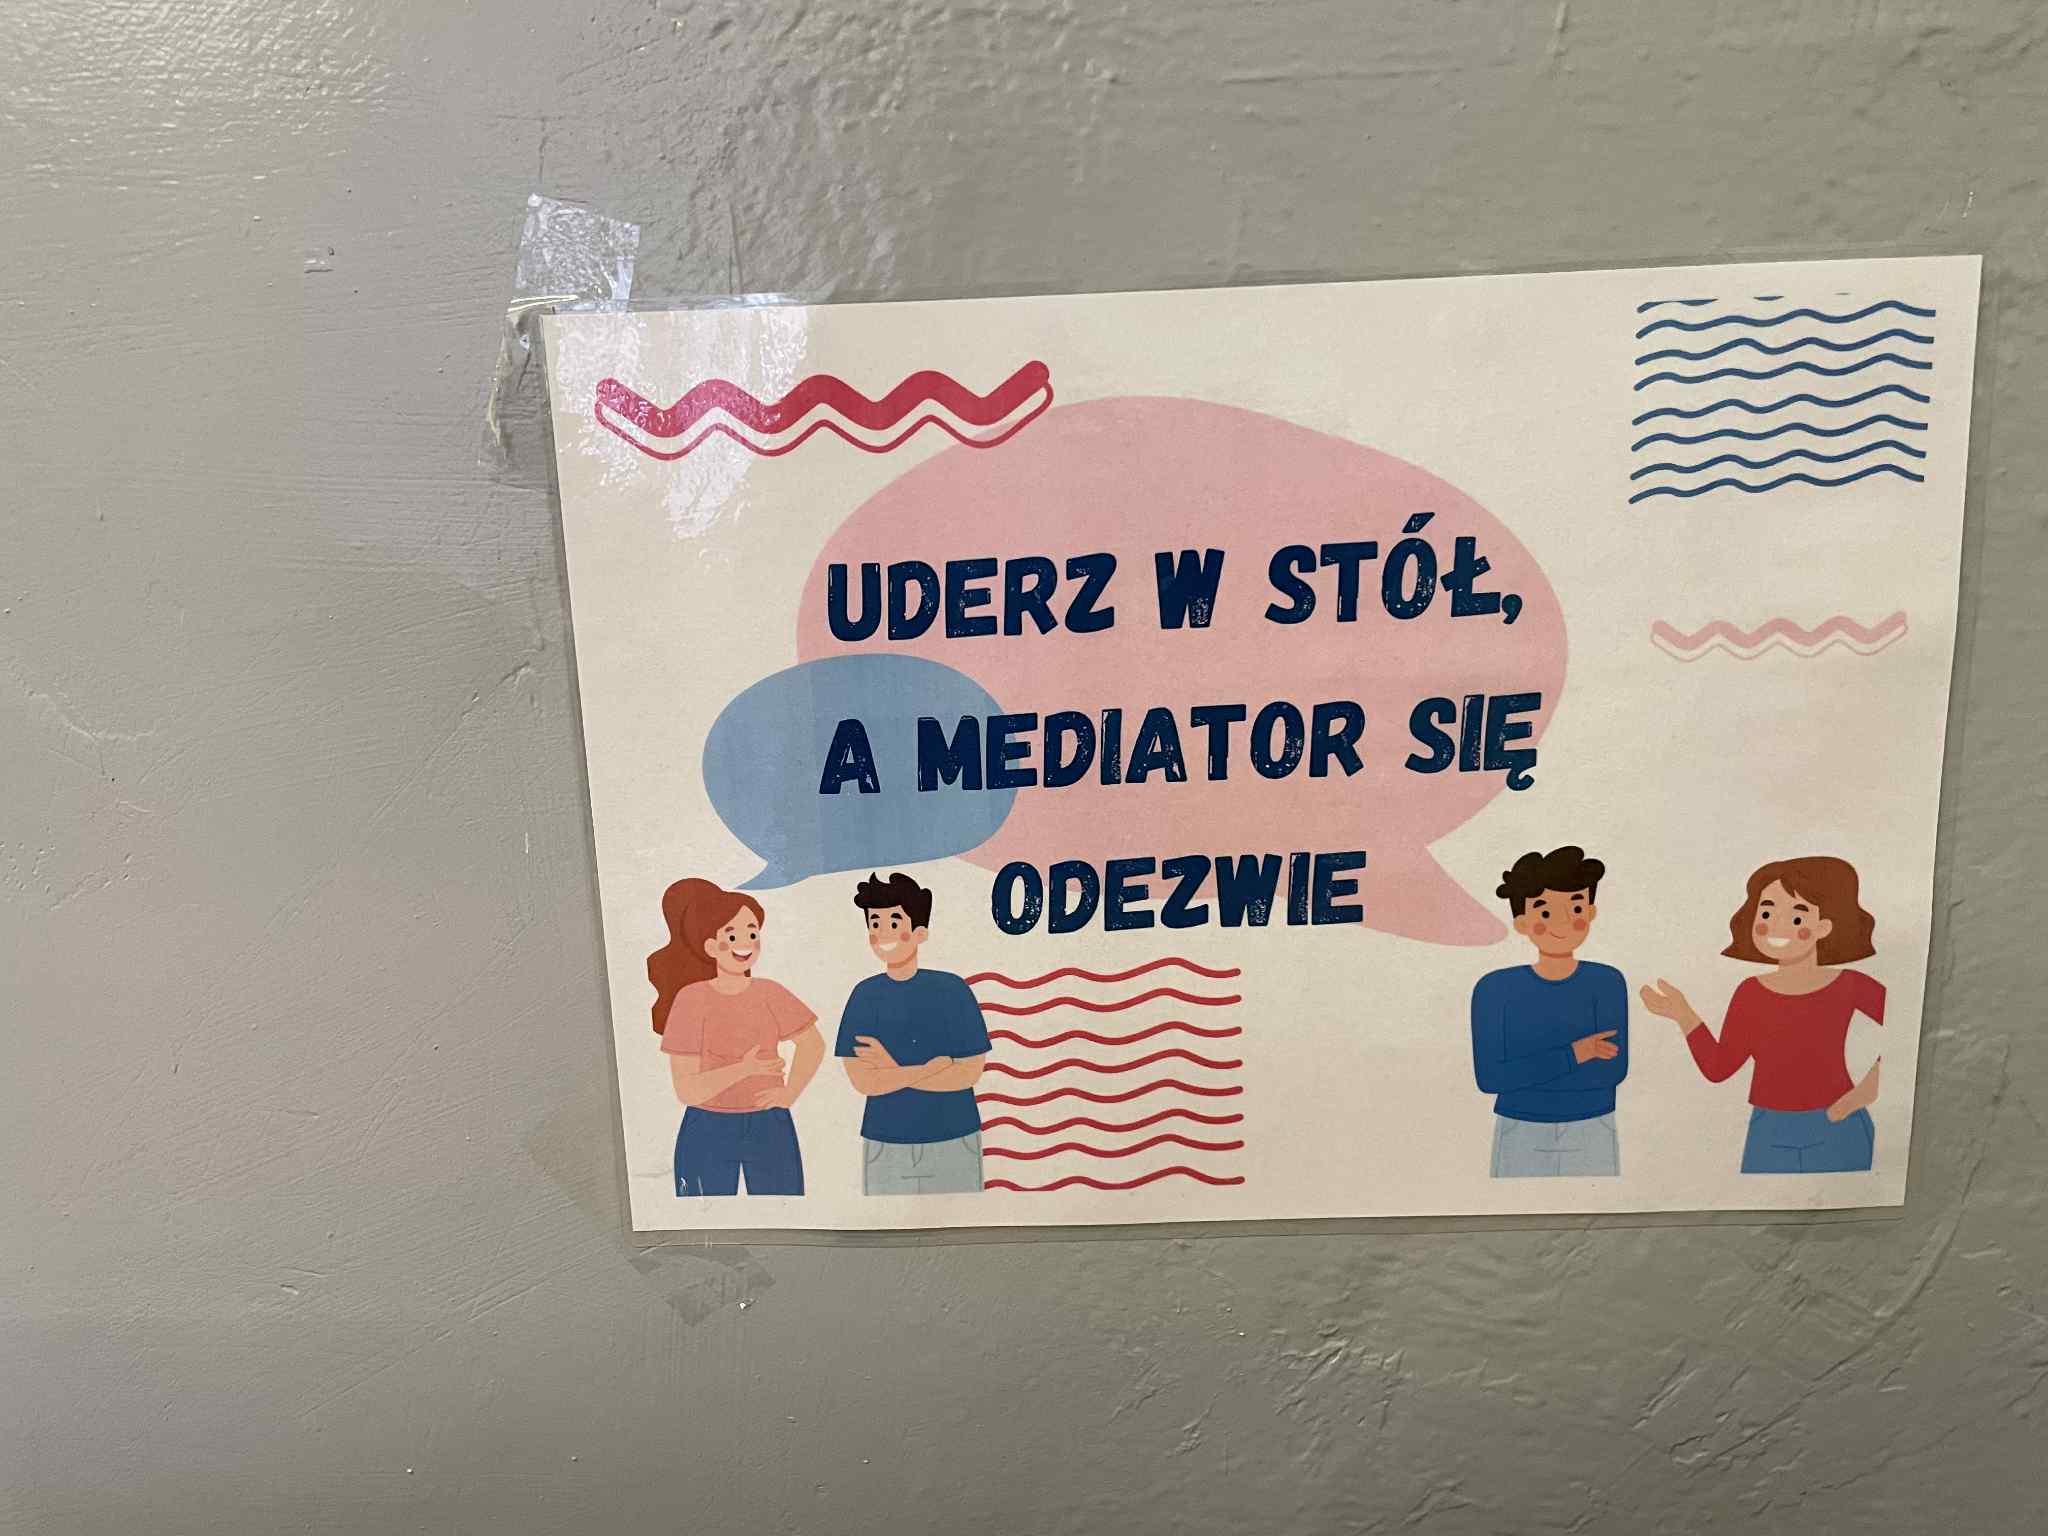 UDERZ W STÓŁ,
A MEDIATOR SIĘ
ODEZWIE